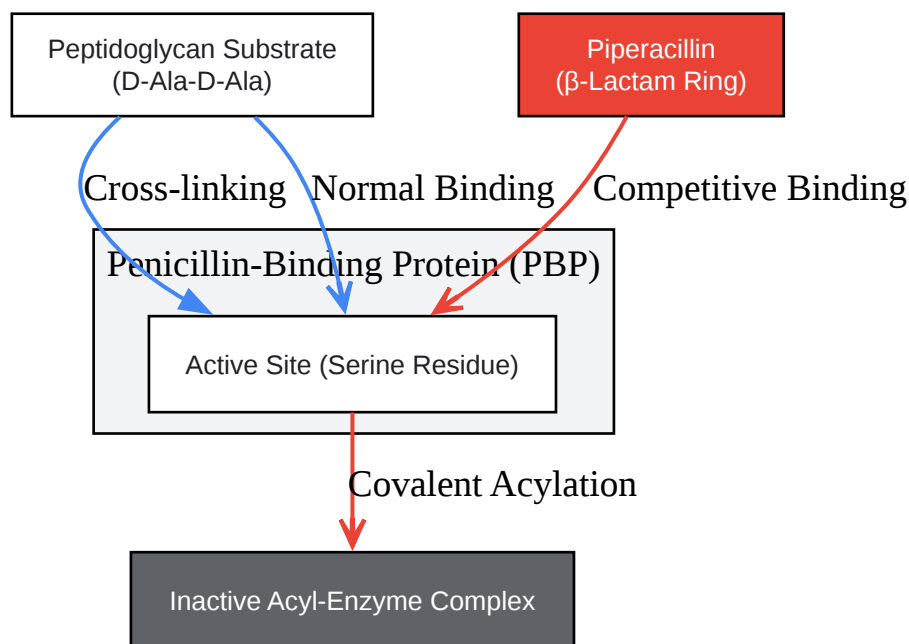 Peptidoglycan Substrate
(D-Ala-D-Ala)
Piperacillin
(β-Lactam Ring)
Cross-linking
Normal Binding
Competitive Binding
Penicillin-Binding Protein (PBP)
Active Site (Serine Residue)
Covalent Acylation
Inactive Acyl-Enzyme Complex